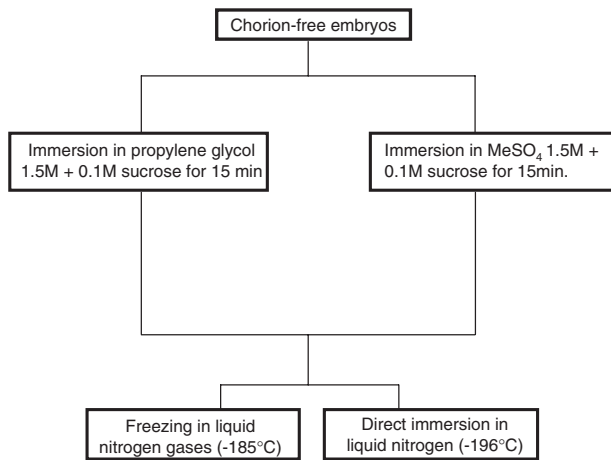 Chorion-free embryos
Immersion in propylene glycol
1.5M + 0.1M sucrose for 15 min
Immersion in MeSO₄ 1.5M +
0.1M sucrose for 15min.
Freezing in liquid
nitrogen gases (-185°C)
Direct immersion in
liquid nitrogen (-196°C)